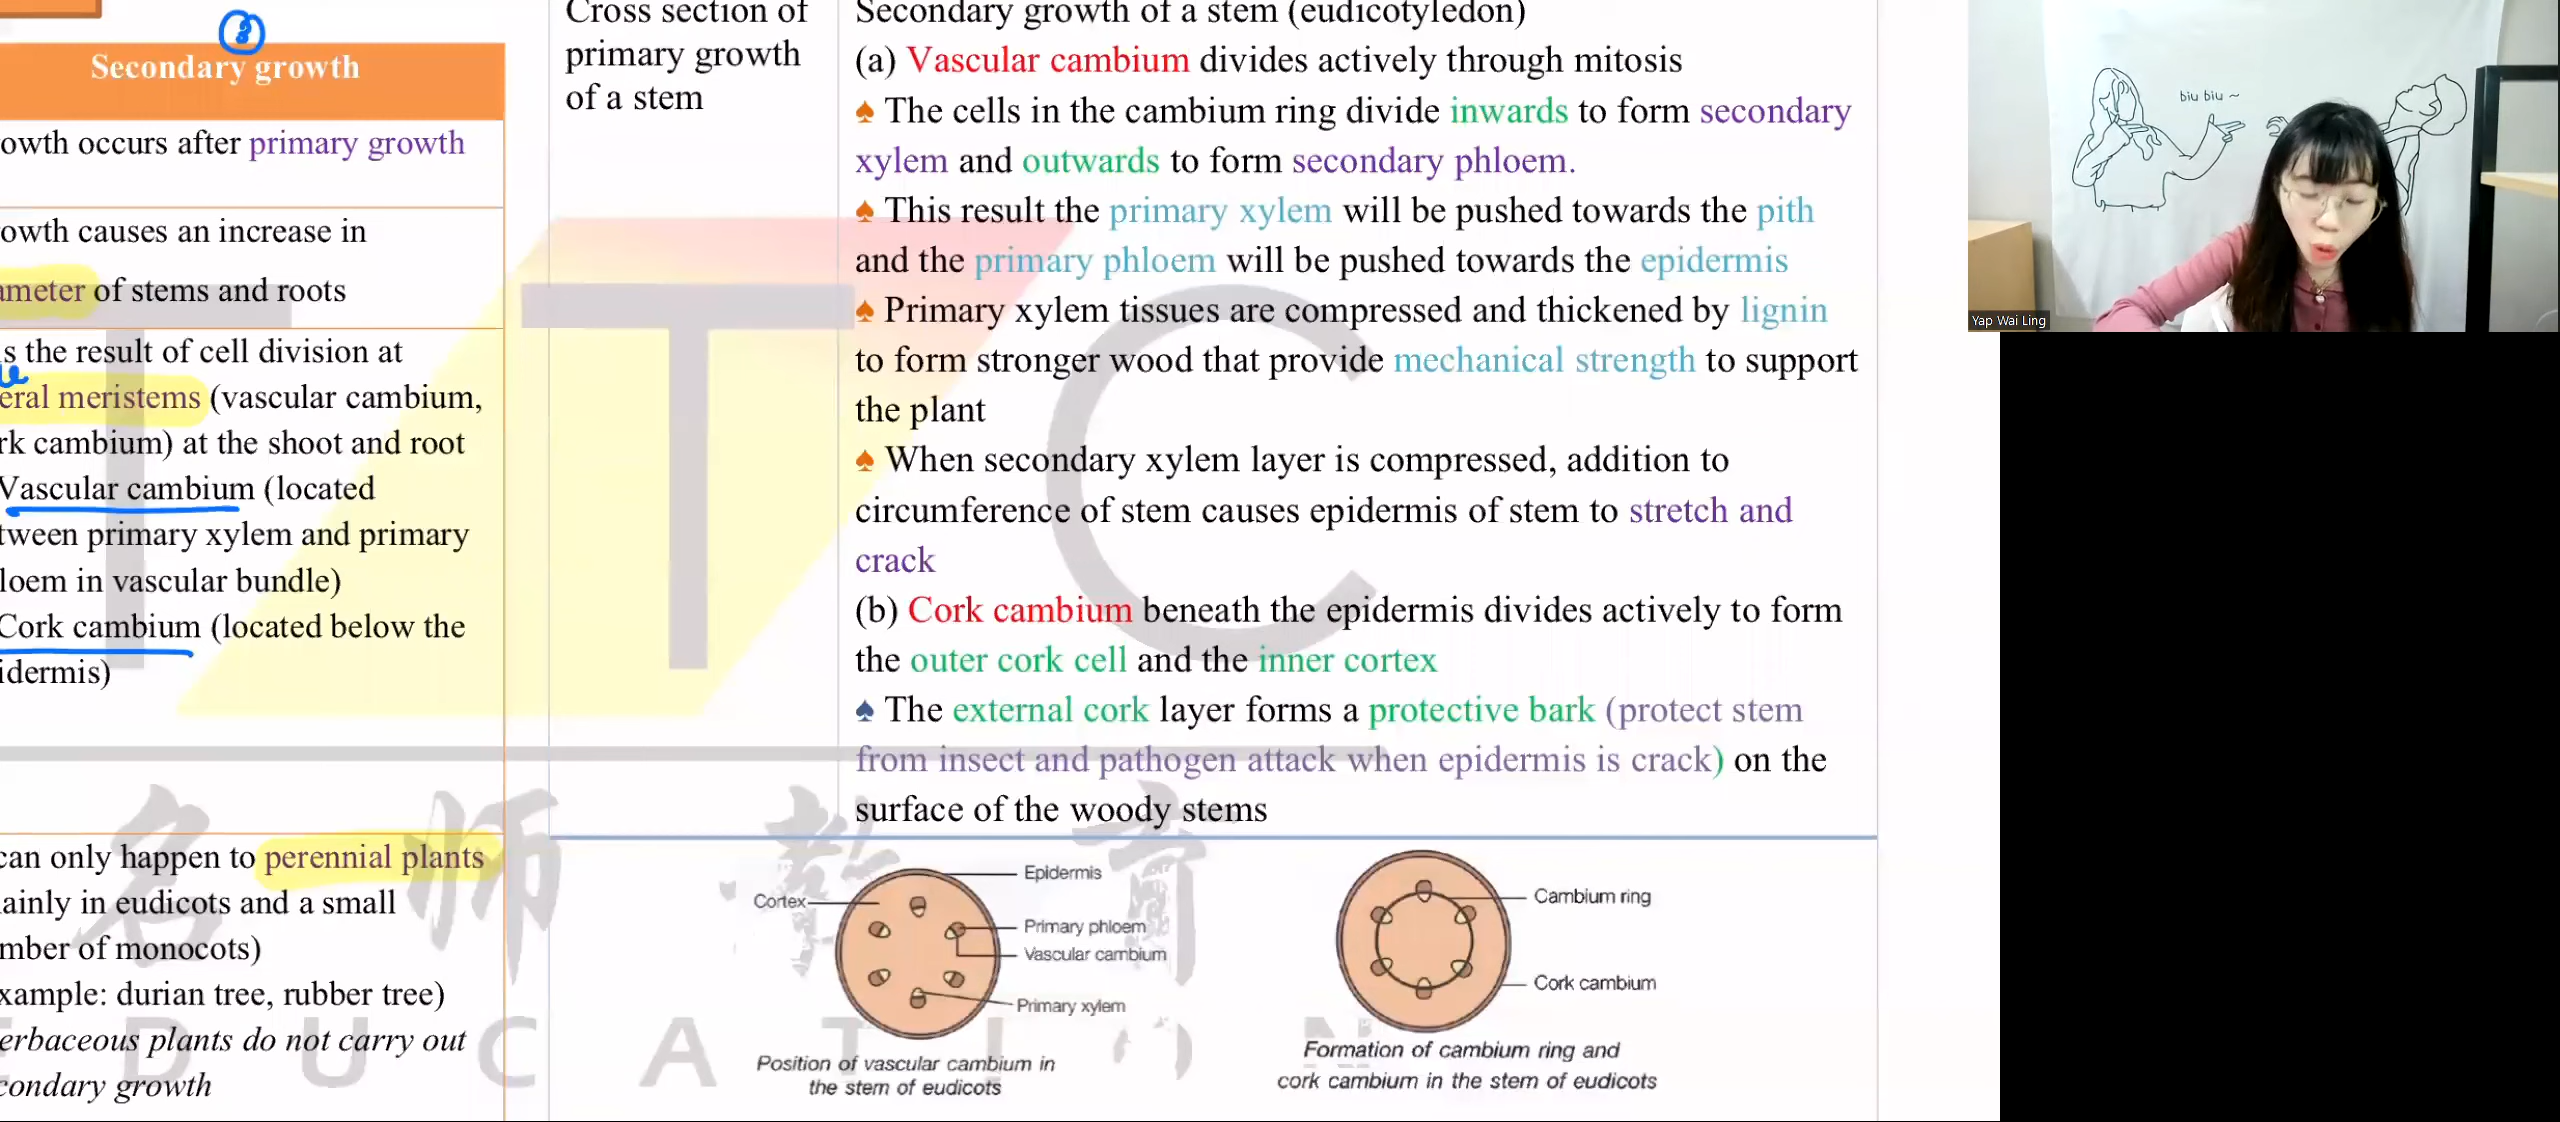 Secondary growth
owth occurs after primary growth
owth causes an increase in
ameter of stems and roots
s the result of cell division at
eral meristems (vascular cambium,
rk cambium) at the shoot and root
Vascular cambium (located
tween primary xylem and primary
loem in vascular bundle)
Cork cambium (located below the
idermis)
can only happen to perennial plants
ainly in eudicots and a small
mber of monocots)
xample: durian tree, rubber tree)
erbaceous plants do not carry out
condary growth
Cross section of
primary growth
of a stem
Secondary growth of a stem (eudicotyledon)
(a) Vascular cambium divides actively through mitosis
♠ The cells in the cambium ring divide inwards to form secondary
xylem and outwards to form secondary phloem.
♠ This result the primary xylem will be pushed towards the pith
and the primary phloem will be pushed towards the epidermis
♠ Primary xylem tissues are compressed and thickened by lignin
to form stronger wood that provide mechanical strength to support
the plant
♠ When secondary xylem layer is compressed, addition to
circumference of stem causes epidermis of stem to stretch and
crack
(b) Cork cambium beneath the epidermis divides actively to form
the outer cork cell and the inner cortex
♠ The external cork layer forms a protective bark (protect stem
from insect and pathogen attack when epidermis is crack) on the
surface of the woody stems
Epidermis
Cortex
Primary phloem
Vascular cambium
Primary xylem
Position of vascular cambium in
the stem of eudicots
Cambium ring
Cork cambium
Formation of cambium ring and
cork cambium in the stem of eudicots
T T C
名 师 教 育
E D U C A T I O N
biu biu ~
Yap Wai Ling